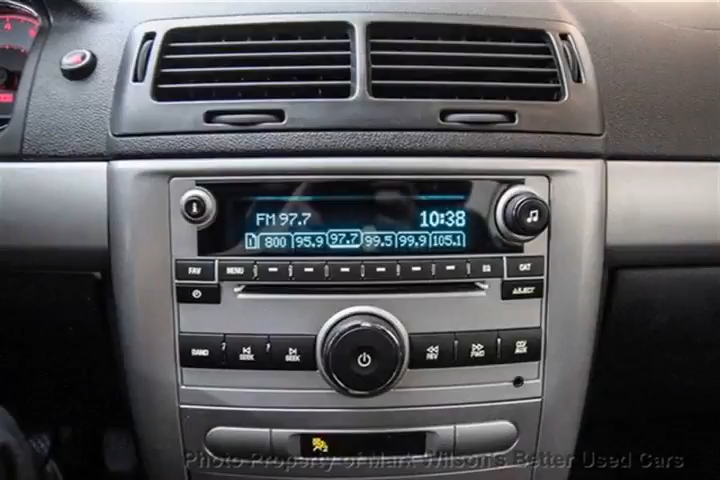 FM 97.7 10:38
1 800 95.9 97.7 99.5 99.9 105.1
FAV MENU EQ CAT
EJECT
BAND SEEK SEEK REV FWD CD/ AUX
Photo Property of Mark Wilson's Better Used Cars